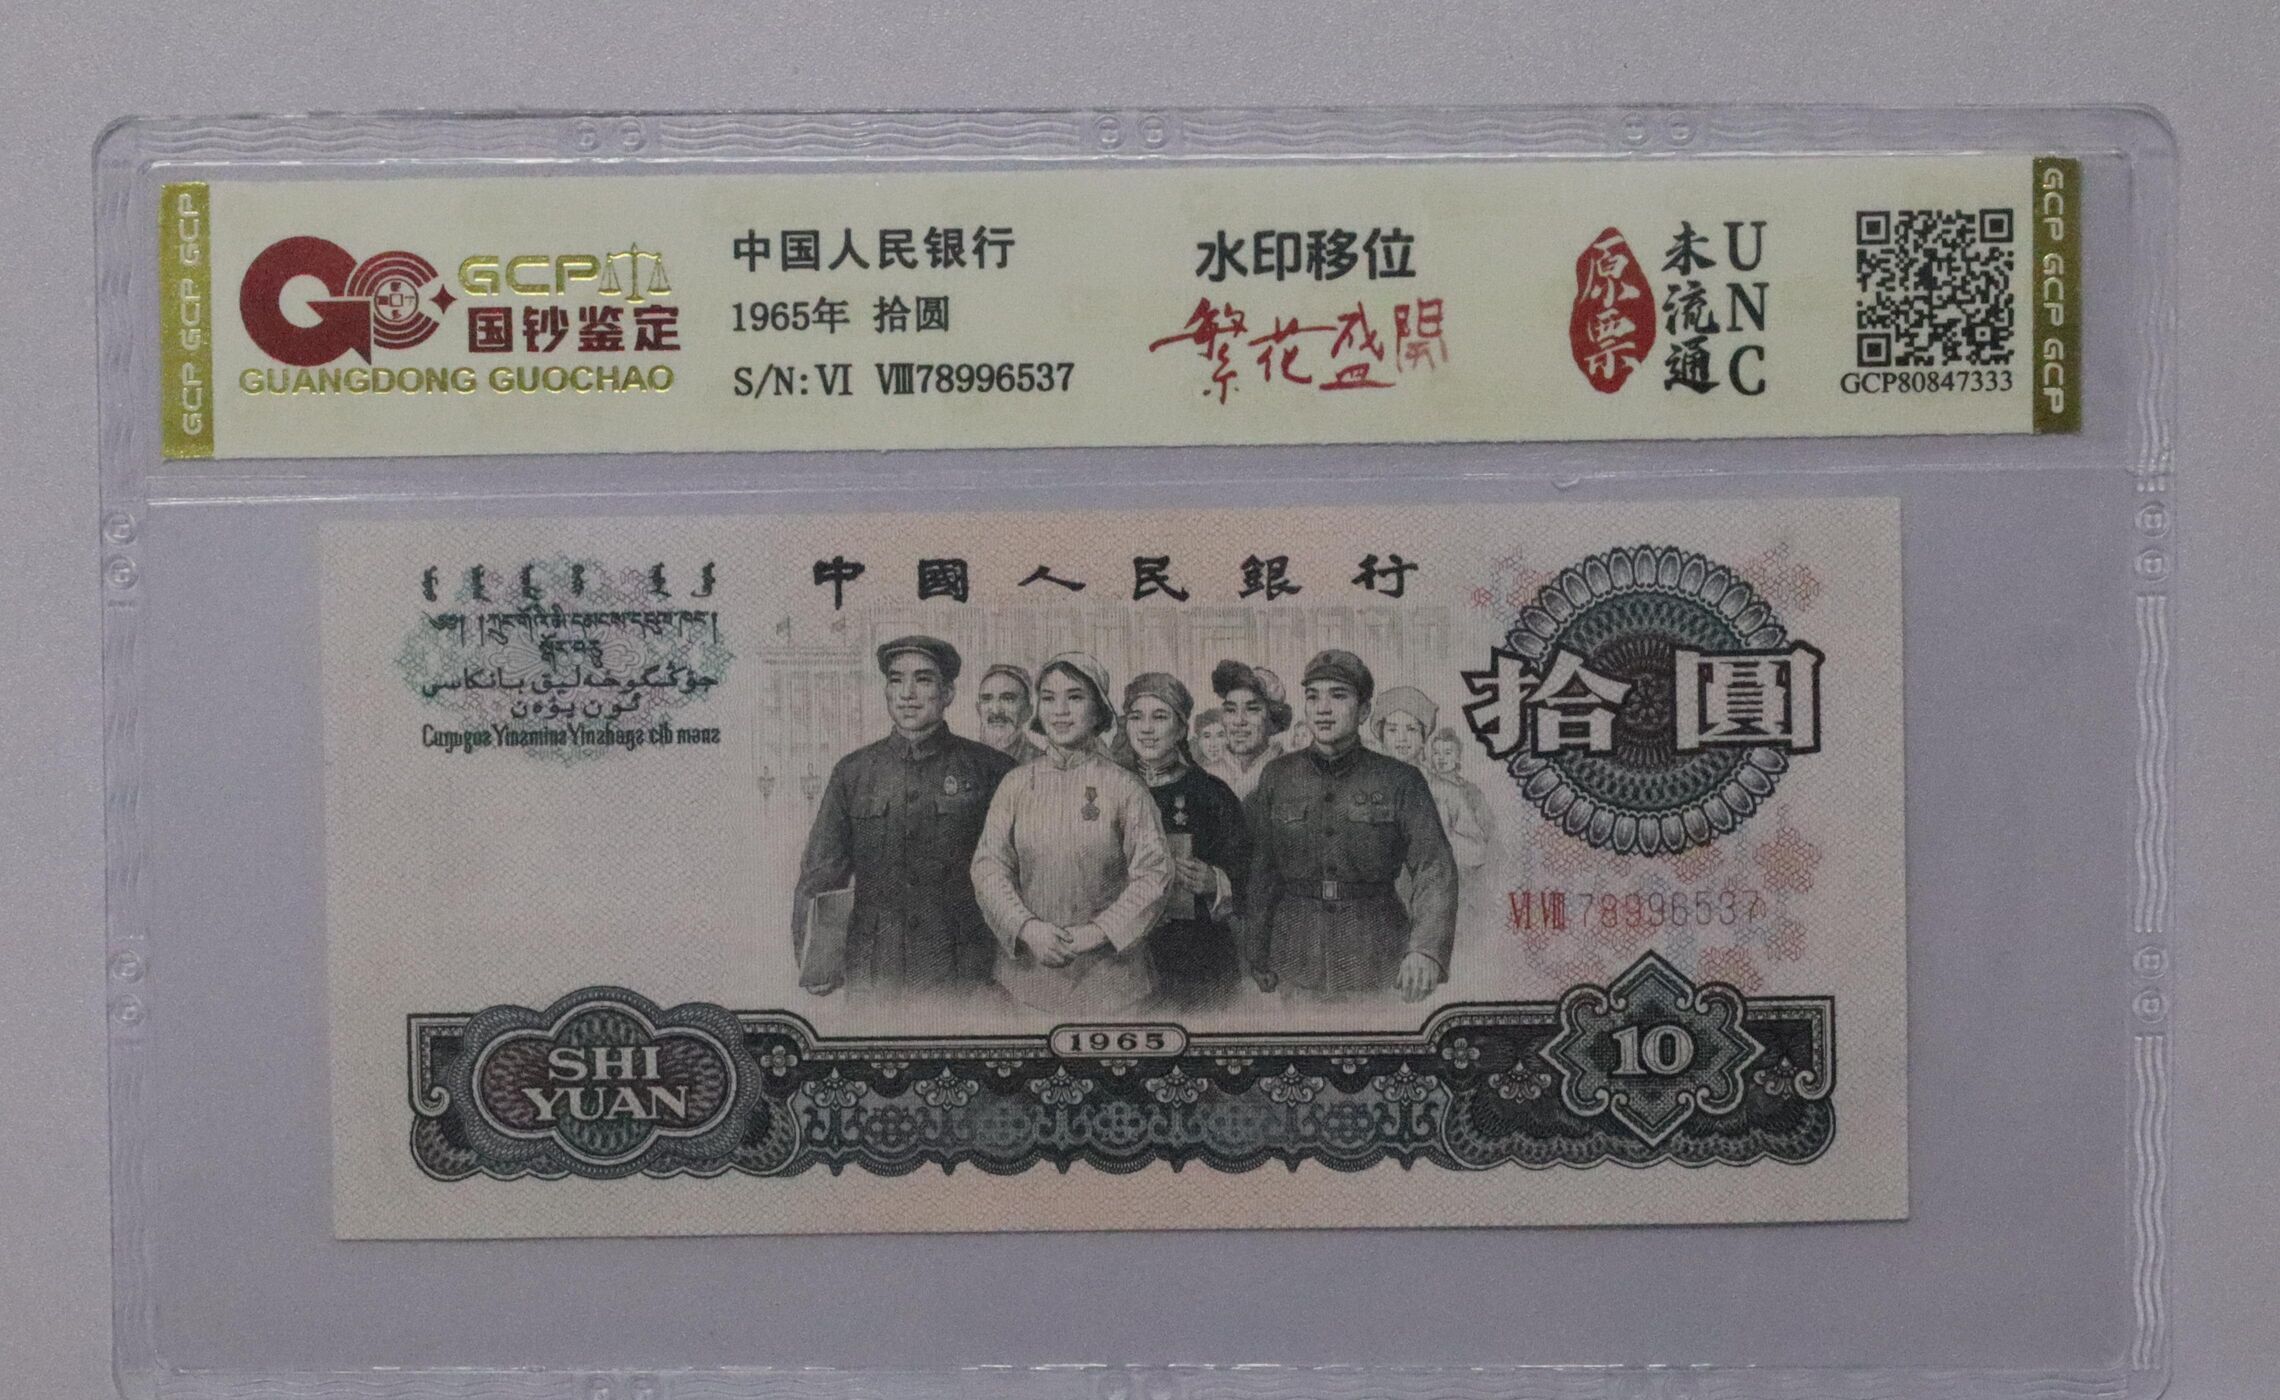 GCP
国钞鉴定
GUANGDONG GUOCHAO
中国人民银行
1965年 拾圆
S/N: VI VIII78996537
水印移位
繁花盛開
原票
未流通
UNC
GCP80847333
GCP GCP GCP
GCP GCP GCP
中國人民銀行
拾圓
VI VIII 78996537
1965
SHI
YUAN
10